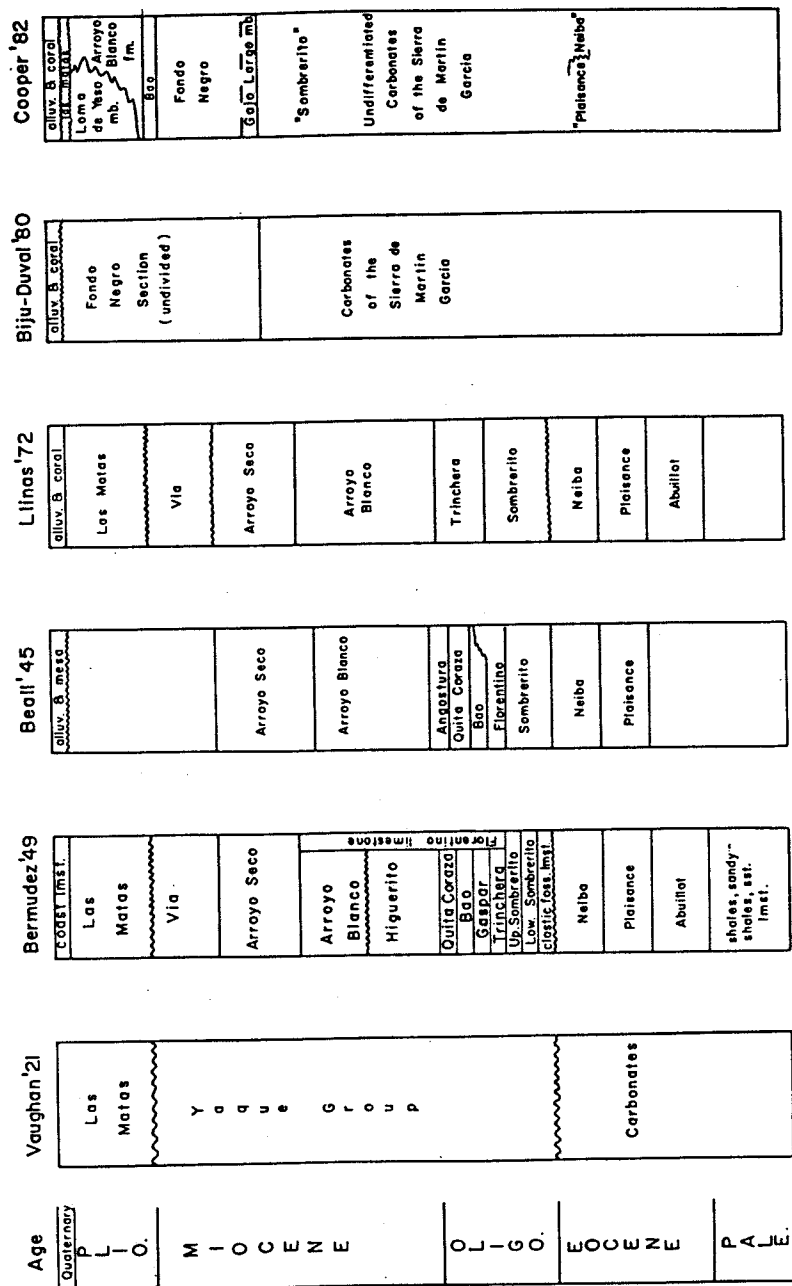 Age
Quaternary
PLIO.
MIOCENE
OLIGO.
EOCENE
PALE.
Vaughan '21
Las
Matas
Yaque Group
Carbonates
Bermudez '49
coast lmst.
Las
Matas
Via
Arroyo Seco
Arroyo
Blanco
Higuerito
Florentino limestone
Quita Coraza
Bao
Gaspar
Trinchera
Up. Sombrerito
Low. Sombrerito
clastic foss. lmst.
Neiba
Plaisance
Abuillot
shales, sandy-
shales, sst.
lmst.
Beall '45
alluv. & mesa
Arroyo Seco
Arroyo Blanco
Angostura
Quita Coraza
Bao
Florentino
Sombrerito
Neiba
Plaisance
Llinas '72
alluv. & coral
Las Matas
Via
Arroyo Seco
Arroyo
Blanco
Trinchera
Sombrerito
Neiba
Plaisance
Abuillot
Biju-Duval '80
alluv. & coral
Fondo
Negro
Section
(undivided)
Carbonates
of the
Sierra de
Martin
Garcia
Cooper '82
alluv. & coral
las matas
Loma
de Yeso
mb.
Arroyo
Blanco
fm.
Bao
Fondo
Negro
Gajo Largo mb.
"Sombrerito"
Undifferentiated
Carbonates
of the Sierra
de Martin
Garcia
"Plaisance" "Neiba"